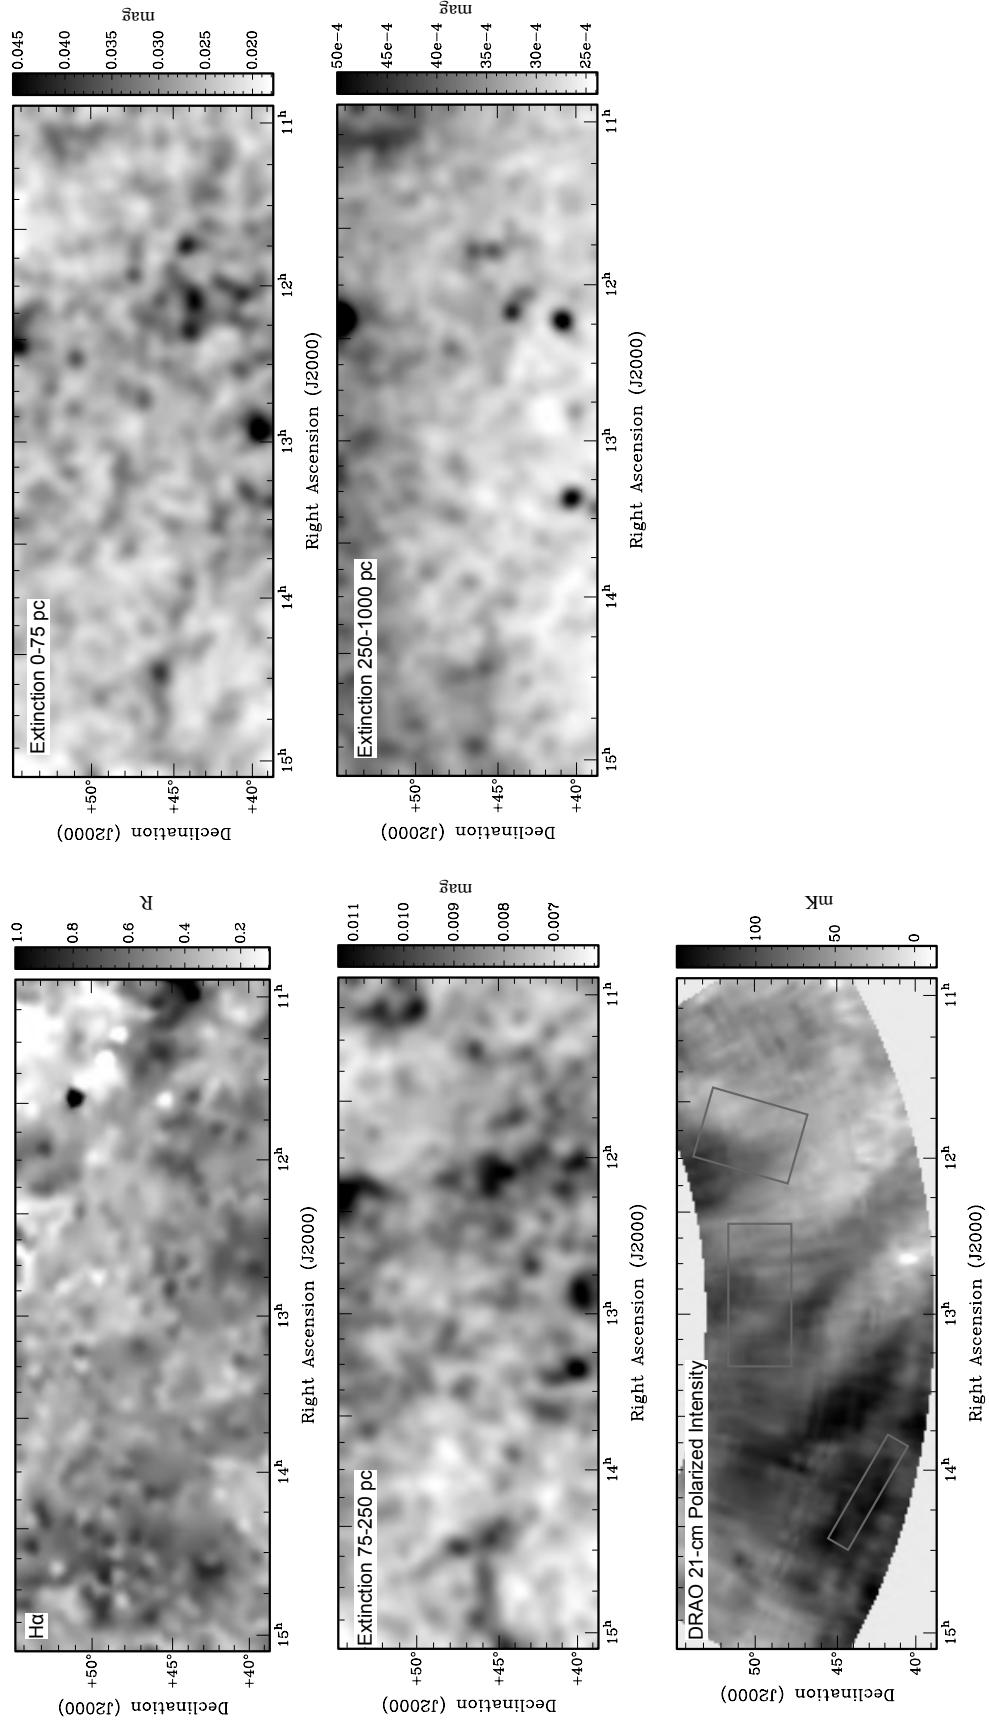 Hα
Declination (J2000)
+50°
+45°
+40°
15ʰ
14ʰ
13ʰ
12ʰ
11ʰ
Right Ascension (J2000)
1.0
0.8
0.6
0.4
0.2
R
Extinction 0-75 pc
Declination (J2000)
+50°
+45°
+40°
15ʰ
14ʰ
13ʰ
12ʰ
11ʰ
Right Ascension (J2000)
0.045
0.040
0.035
0.030
0.025
0.020
mag
Extinction 75-250 pc
Declination (J2000)
+50°
+45°
+40°
15ʰ
14ʰ
13ʰ
12ʰ
11ʰ
Right Ascension (J2000)
0.011
0.010
0.009
0.008
0.007
mag
Extinction 250-1000 pc
Declination (J2000)
+50°
+45°
+40°
15ʰ
14ʰ
13ʰ
12ʰ
11ʰ
Right Ascension (J2000)
50e-4
45e-4
40e-4
35e-4
30e-4
25e-4
mag
DRAO 21-cm Polarized Intensity
Declination (J2000)
50°
45°
40°
15ʰ
14ʰ
13ʰ
12ʰ
11ʰ
Right Ascension (J2000)
100
50
0
mK